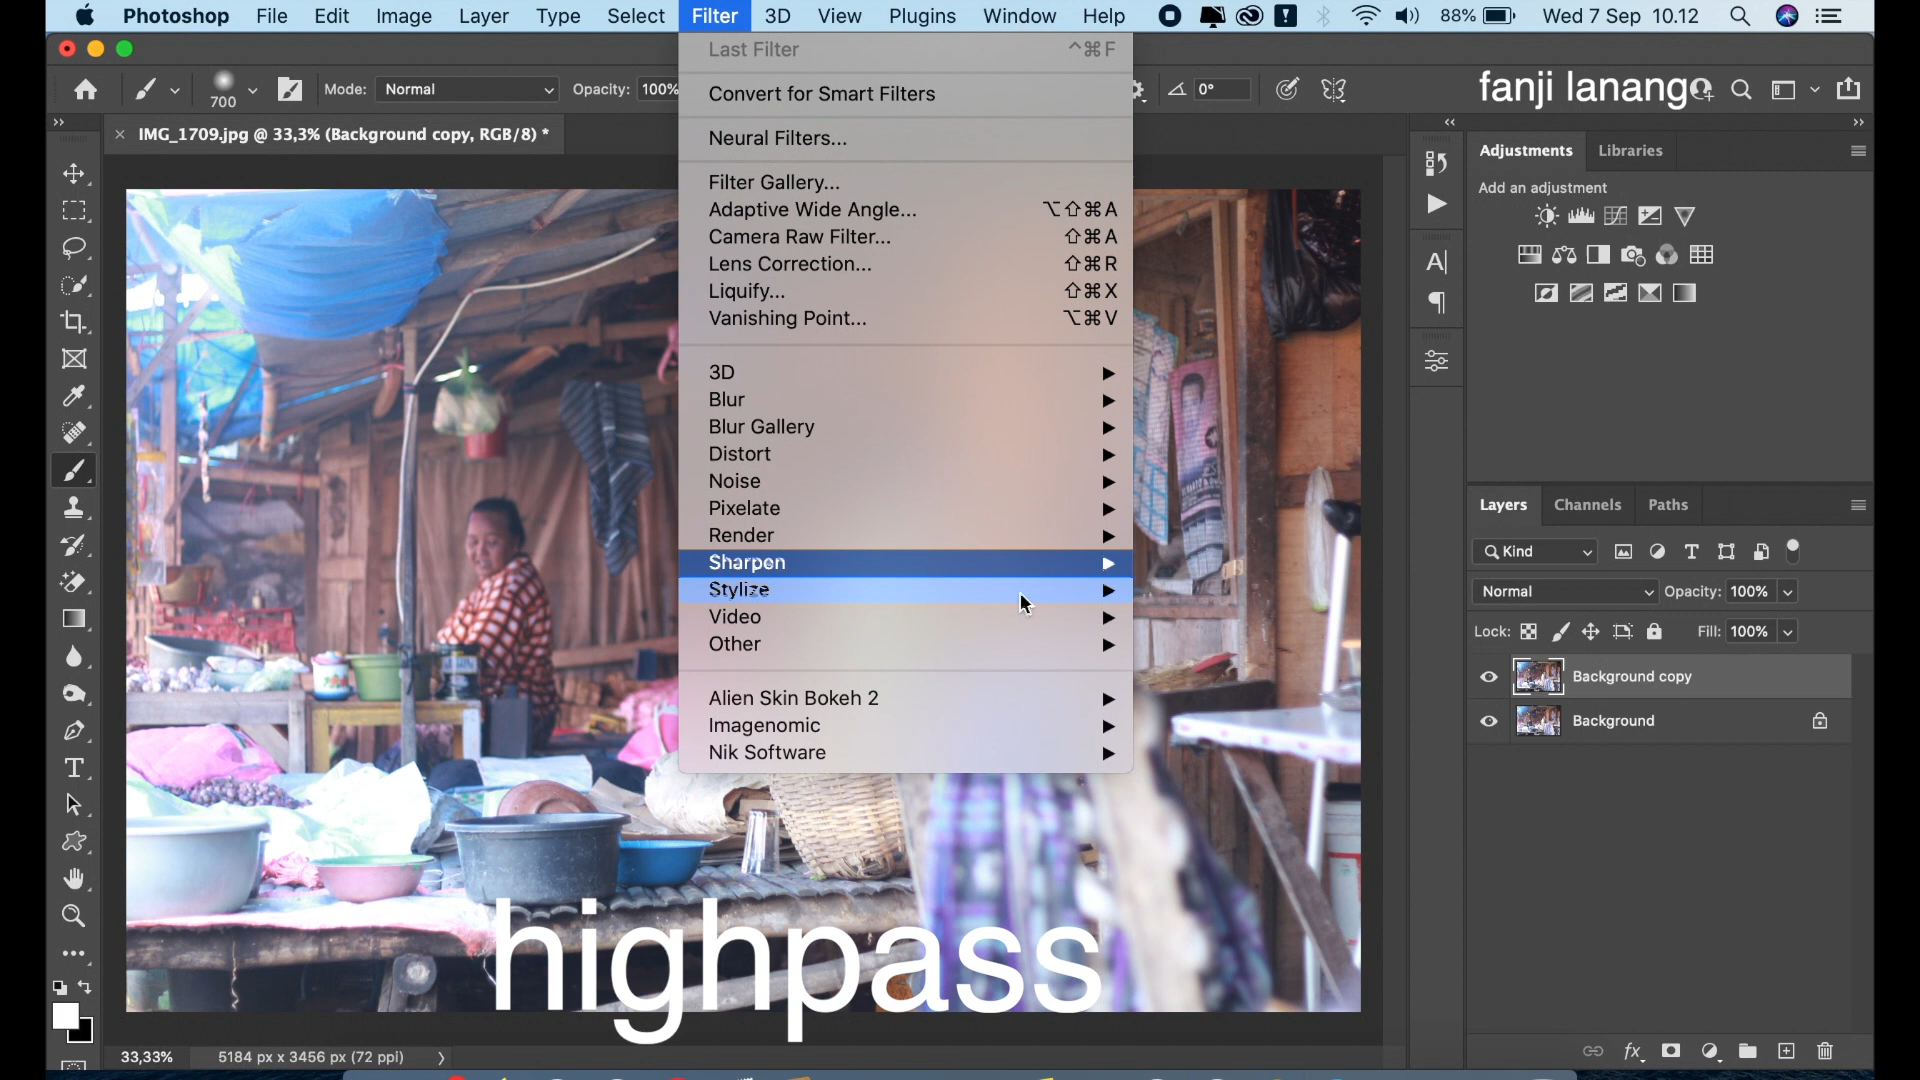 Photoshop File Edit Image Layer Type Select Filter 3D View Plugins Window Help 88% Wed 7 Sep 10.12
700 Mode: Normal Opacity: 100% 0° fanji lanang
IMG_1709.jpg @ 33,3% (Background copy, RGB/8) *
Last Filter ^⌘F
Convert for Smart Filters
Neural Filters...
Filter Gallery...
Adaptive Wide Angle... ⌥⇧⌘A
Camera Raw Filter... ⇧⌘A
Lens Correction... ⇧⌘R
Liquify... ⇧⌘X
Vanishing Point... ⌥⌘V
3D
Blur
Blur Gallery
Distort
Noise
Pixelate
Render
Sharpen
Stylize
Video
Other
Alien Skin Bokeh 2
Imagenomic
Nik Software
Adjustments Libraries
Add an adjustment
Layers Channels Paths
Kind
Normal Opacity: 100%
Lock: Fill: 100%
Background copy
Background
fx
highpass
33,33% 5184 px x 3456 px (72 ppi)